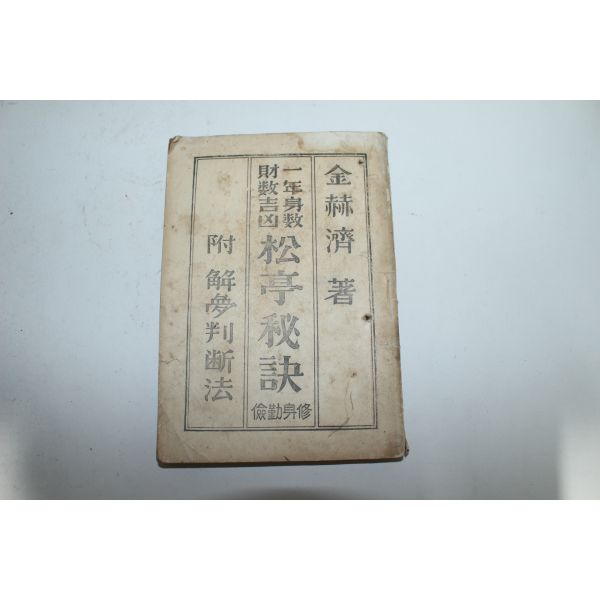 金赫濟 著
一年身数
財数吉凶
松亭秘訣
修身勤儉
附 解夢判断法